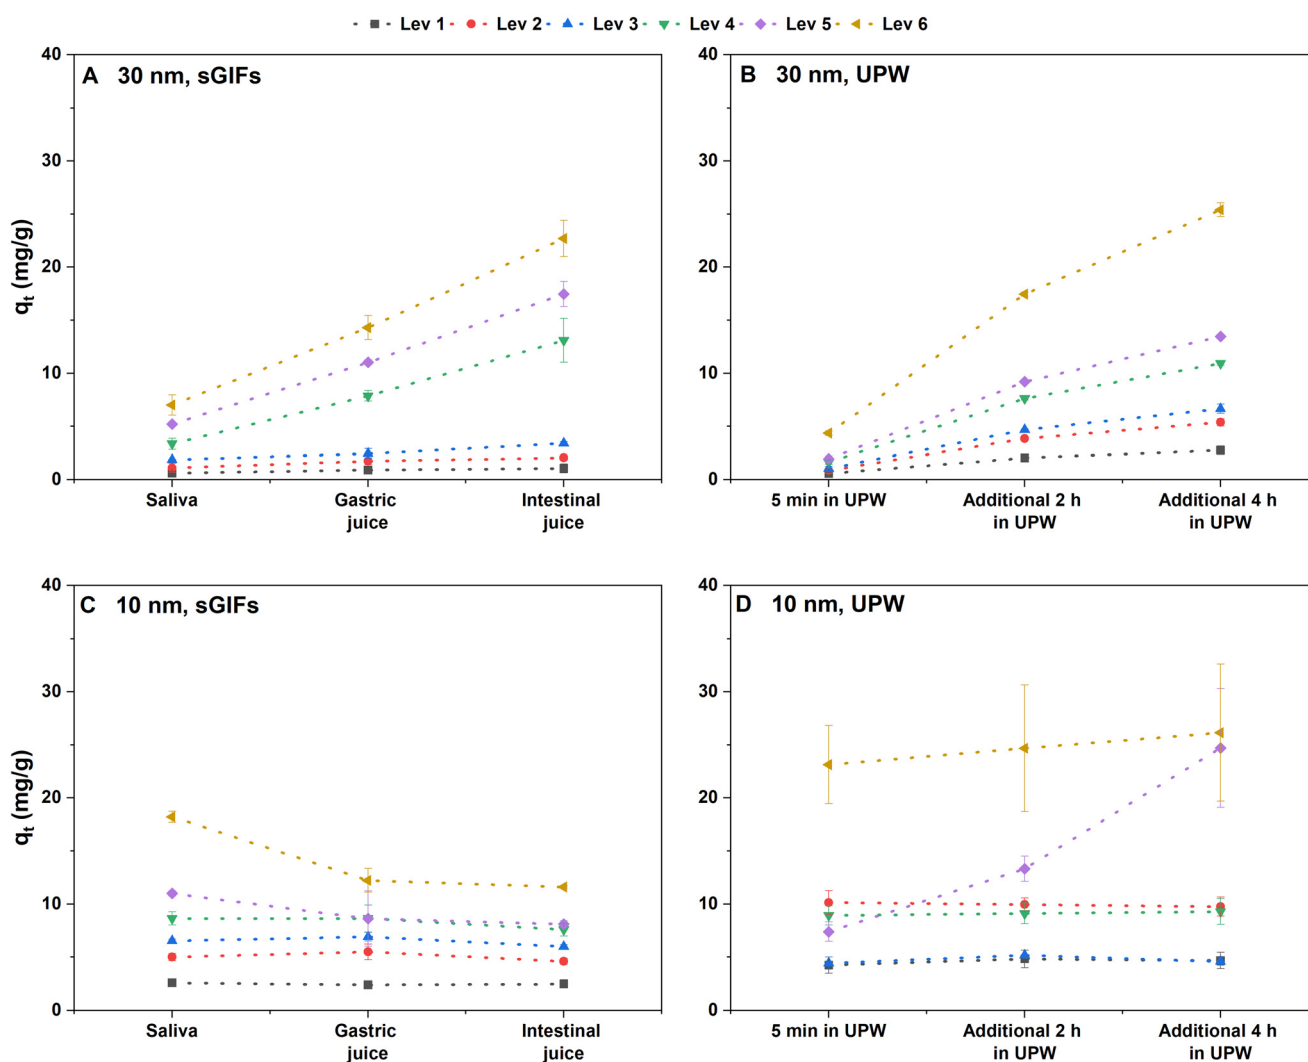 Lev 1 Lev 2 Lev 3 Lev 4 Lev 5 Lev 6
A 30 nm, sGIFs
40
30
20
10
0
qt (mg/g)
Saliva
Gastric
juice
Intestinal
juice
B 30 nm, UPW
40
30
20
10
0
5 min in UPW
Additional 2 h
in UPW
Additional 4 h
in UPW
C 10 nm, sGIFs
40
30
20
10
0
qt (mg/g)
Saliva
Gastric
juice
Intestinal
juice
D 10 nm, UPW
40
30
20
10
0
5 min in UPW
Additional 2 h
in UPW
Additional 4 h
in UPW